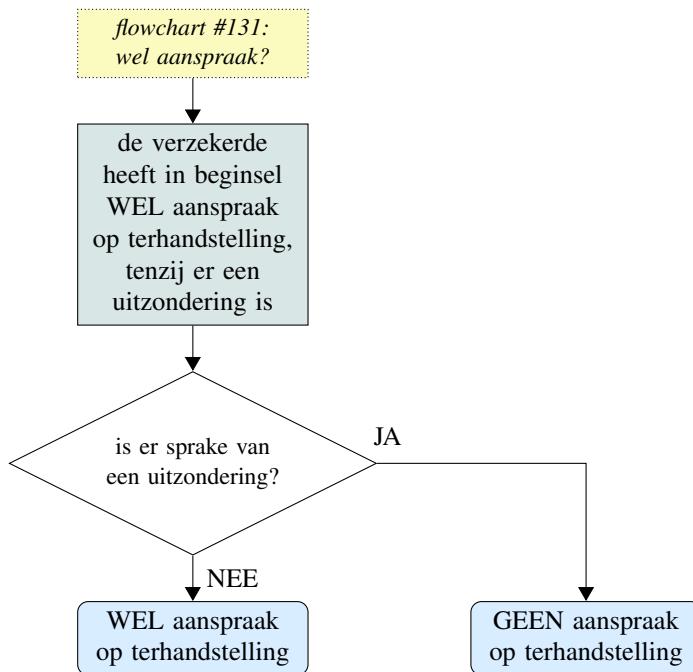 flowchart #131:
wel aanspraak?
de verzekerde
heeft in beginsel
WEL aanspraak
op terhandstelling,
tenzij er een
uitzondering is
is er sprake van
een uitzondering?
JA
NEE
WEL aanspraak
op terhandstelling
GEEN aanspraak
op terhandstelling